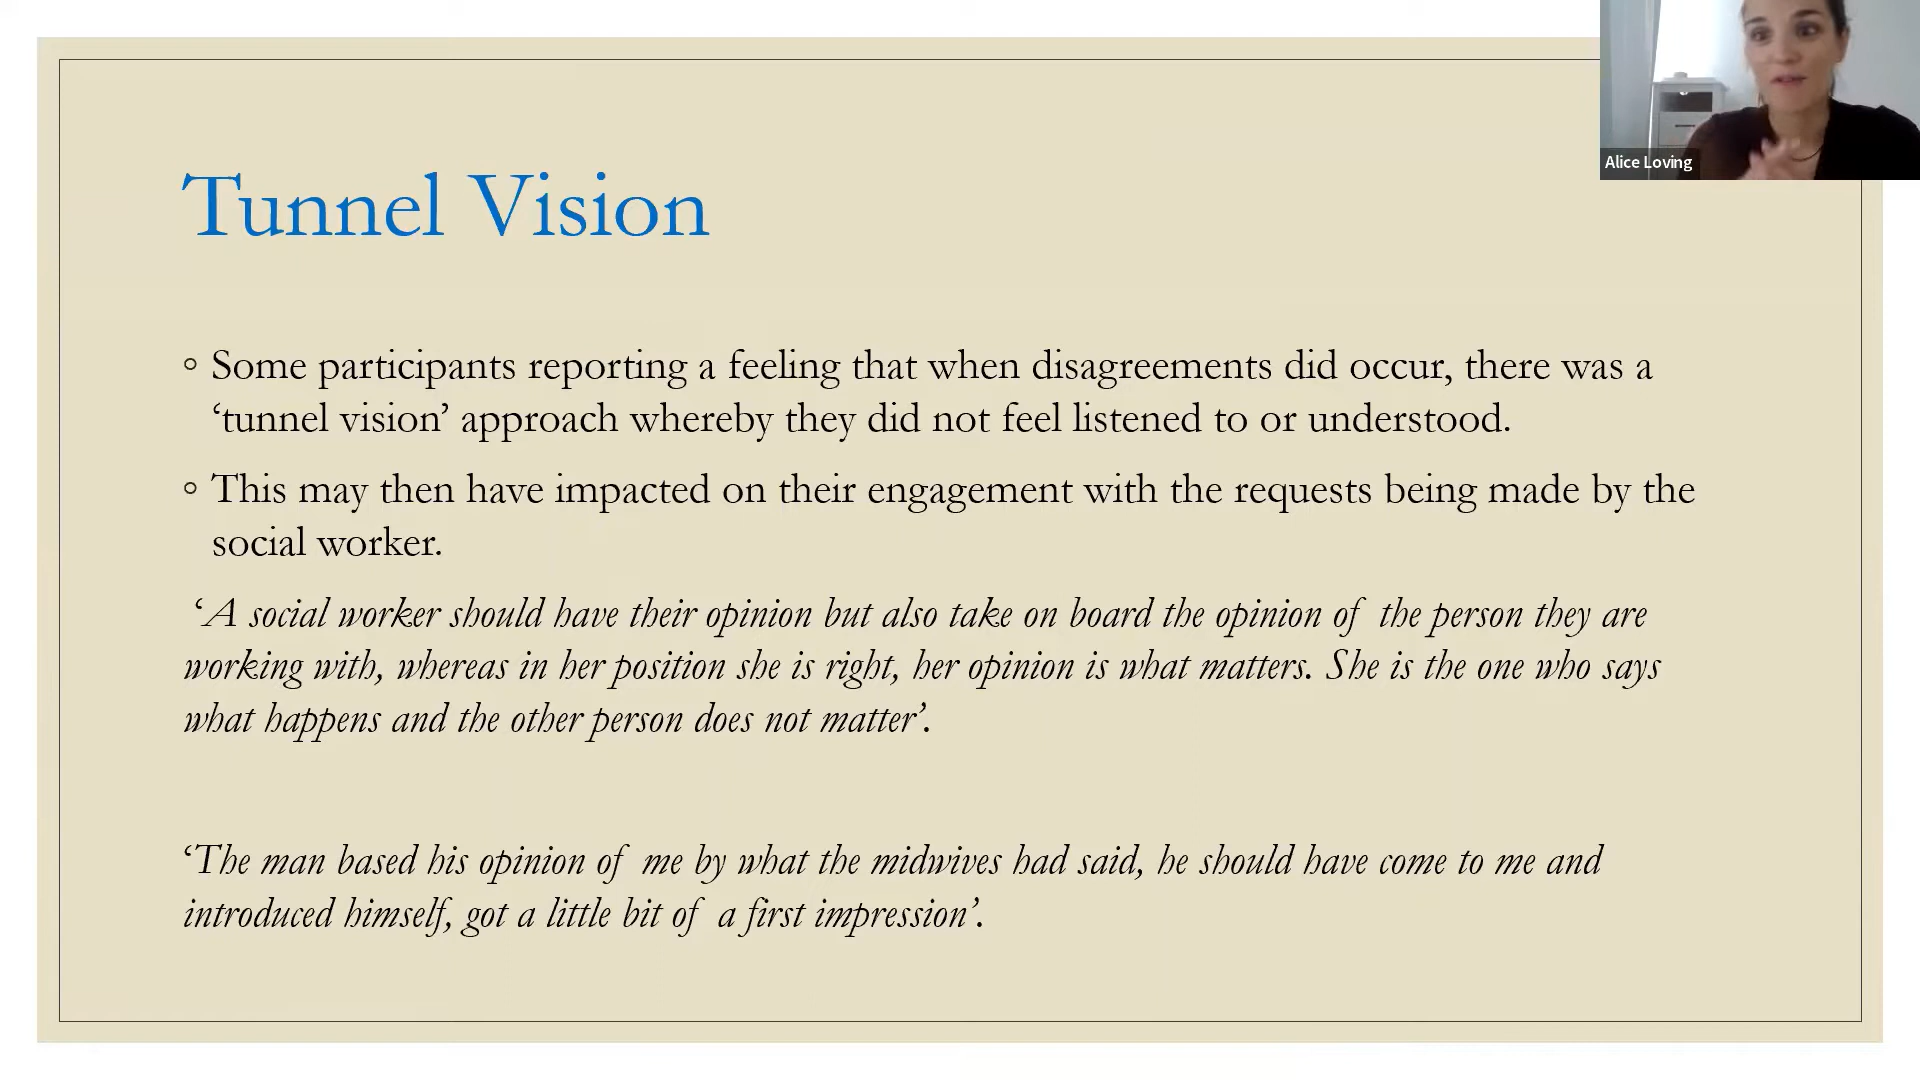 Alice Loving
Tunnel Vision
◦ Some participants reporting a feeling that when disagreements did occur, there was a
‘tunnel vision’ approach whereby they did not feel listened to or understood.
◦ This may then have impacted on their engagement with the requests being made by the
social worker.
‘A social worker should have their opinion but also take on board the opinion of the person they are
working with, whereas in her position she is right, her opinion is what matters. She is the one who says
what happens and the other person does not matter’.
‘The man based his opinion of me by what the midwives had said, he should have come to me and
introduced himself, got a little bit of a first impression’.